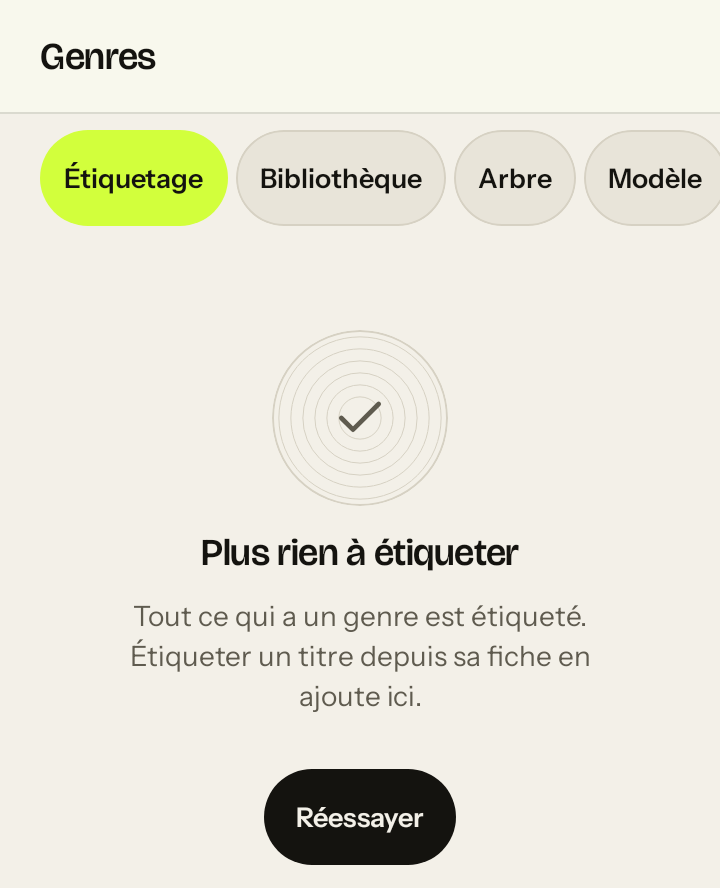 Genres
Étiquetage
Bibliothèque
Arbre
Modèle
Plus rien à étiqueter
Tout ce qui a un genre est étiqueté.
Étiqueter un titre depuis sa fiche en
ajoute ici.
Réessayer